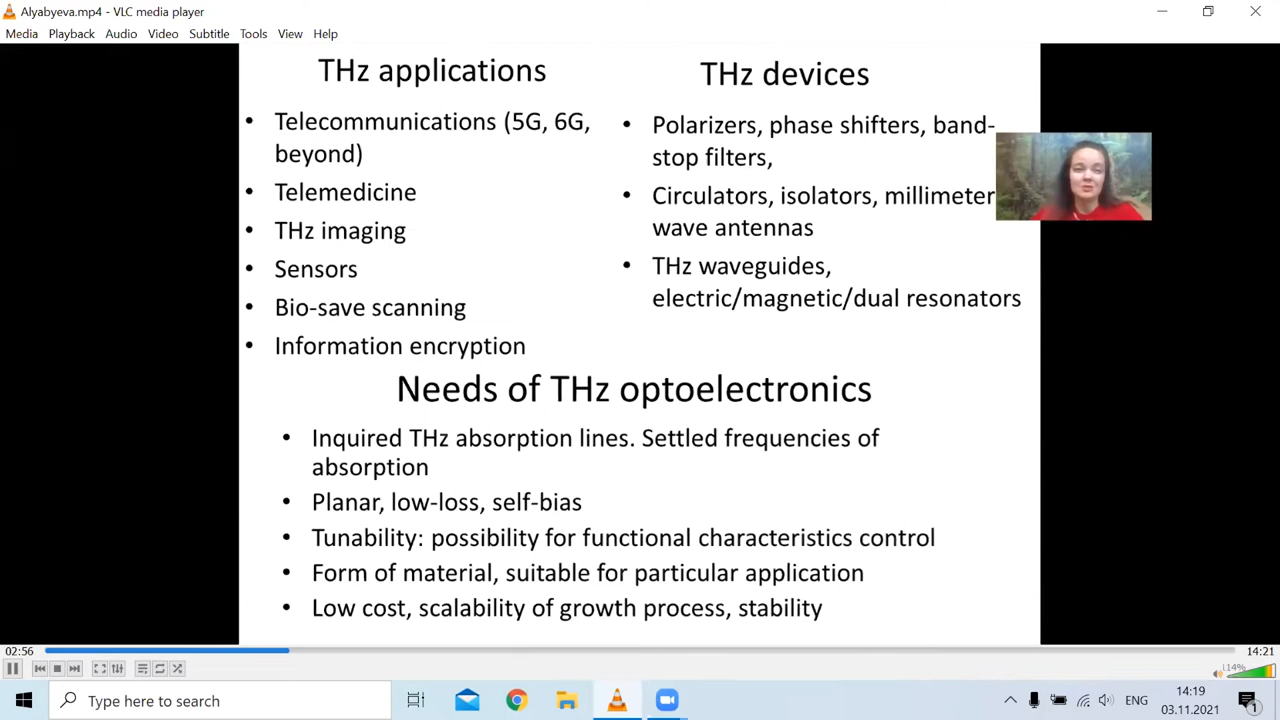 Alyabyeva.mp4 - VLC media player
Media Playback Audio Video Subtitle Tools View Help
THz applications
• Telecommunications (5G, 6G,
beyond)
• Telemedicine
• THz imaging
• Sensors
• Bio-save scanning
• Information encryption
THz devices
• Polarizers, phase shifters, band-
stop filters,
• Circulators, isolators, millimeter
wave antennas
• THz waveguides,
electric/magnetic/dual resonators
Needs of THz optoelectronics
• Inquired THz absorption lines. Settled frequencies of
absorption
• Planar, low-loss, self-bias
• Tunability: possibility for functional characteristics control
• Form of material, suitable for particular application
• Low cost, scalability of growth process, stability
02:56
14:21
114%
Type here to search
ENG
14:19
03.11.2021
1